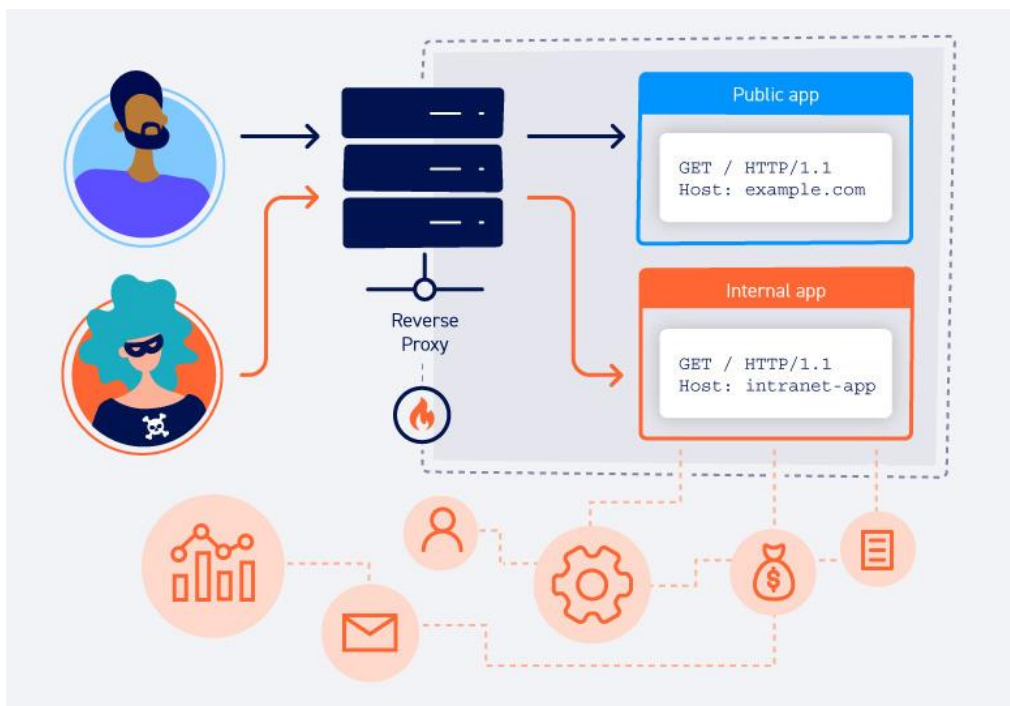 Public app
GET / HTTP/1.1
Host: example.com
Internal app
GET / HTTP/1.1
Host: intranet-app
Reverse
Proxy
$